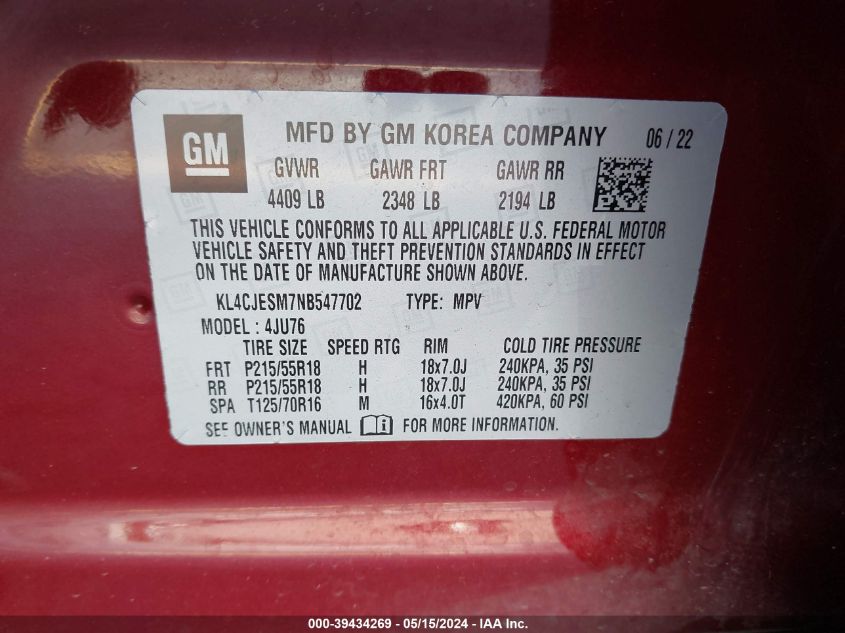 GM
MFD BY GM KOREA COMPANY 06/22
GVWR GAWR FRT GAWR RR
4409 LB 2348 LB 2194 LB
THIS VEHICLE CONFORMS TO ALL APPLICABLE U.S. FEDERAL MOTOR
VEHICLE SAFETY AND THEFT PREVENTION STANDARDS IN EFFECT
ON THE DATE OF MANUFACTURE SHOWN ABOVE.
KL4CJESM7NB547702 TYPE: MPV
MODEL : 4JU76
TIRE SIZE SPEED RTG RIM COLD TIRE PRESSURE
FRT P215/55R18 H 18x7.0J 240KPA, 35 PSI
RR P215/55R18 H 18x7.0J 240KPA, 35 PSI
SPA T125/70R16 M 16x4.0T 420KPA, 60 PSI
SEE OWNER'S MANUAL FOR MORE INFORMATION.
000-39434269 - 05/15/2024 - IAA Inc.